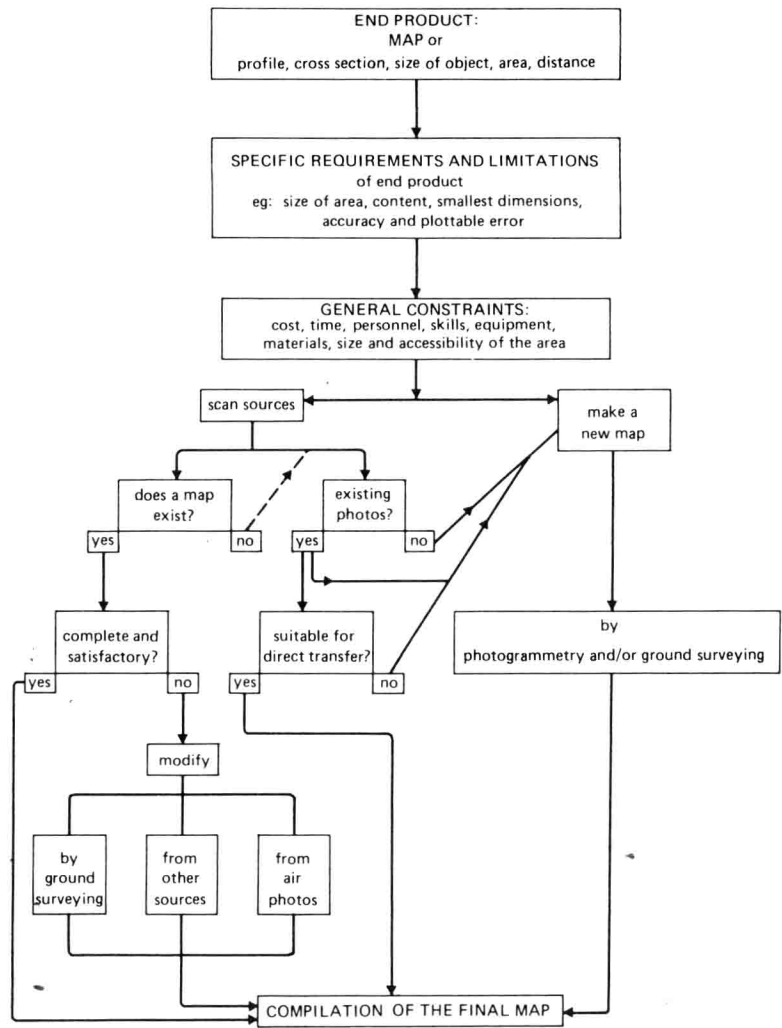 END PRODUCT:
MAP or
profile, cross section, size of object, area, distance
SPECIFIC REQUIREMENTS AND LIMITATIONS
of end product
eg: size of area, content, smallest dimensions,
accuracy and plottable error
GENERAL CONSTRAINTS:
cost, time, personnel, skills, equipment,
materials, size and accessibility of the area
scan sources
make a
new map
does a map
exist?
yes
no
existing
photos?
yes
no
complete and
satisfactory?
yes
no
suitable for
direct transfer?
yes
no
by
photogrammetry and/or ground surveying
modify
by
ground
surveying
from
other
sources
from
air
photos
COMPILATION OF THE FINAL MAP